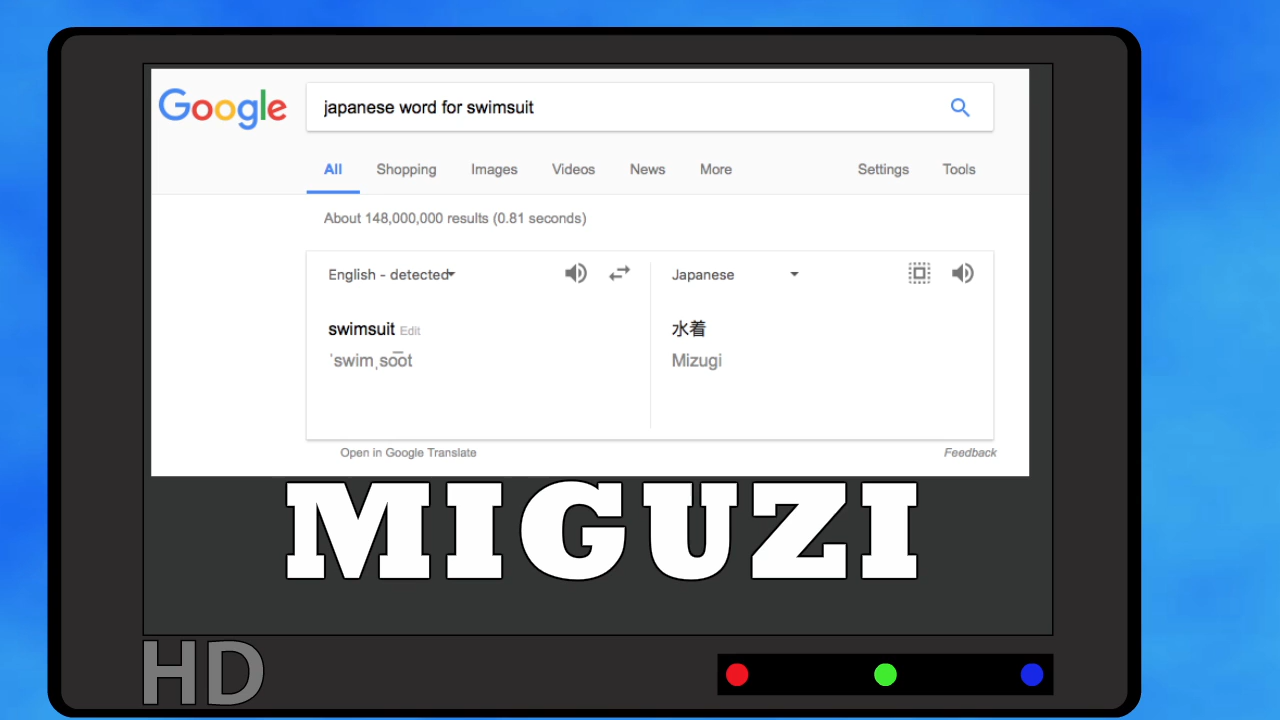 Google
japanese word for swimsuit
All Shopping Images Videos News More Settings Tools
About 148,000,000 results (0.81 seconds)
English - detected Japanese
swimsuit Edit 水着
ˈswimˌso͞ot Mizugi
Open in Google Translate Feedback
MIGUZI
HD